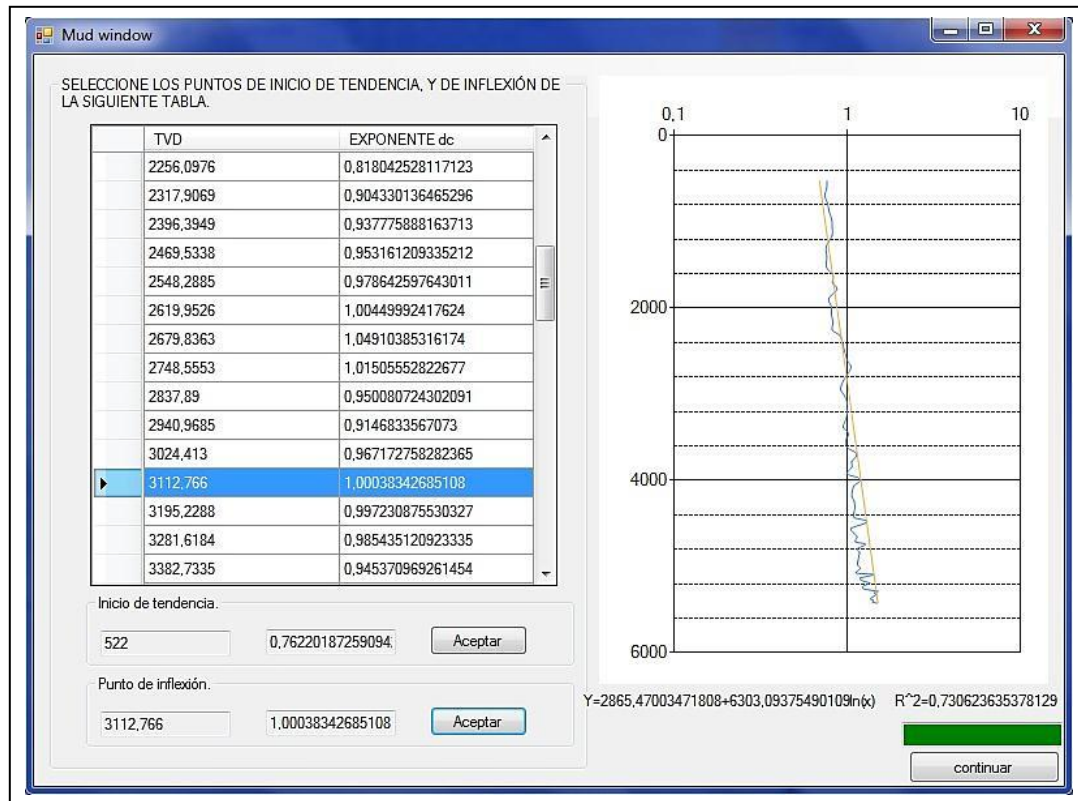 Mud window
SELECCIONE LOS PUNTOS DE INICIO DE TENDENCIA, Y DE INFLEXIÓN DE
LA SIGUIENTE TABLA.
TVD EXPONENTE dc
2256,0976 0,818042528117123
2317,9069 0,904330136465296
2396,3949 0,9377758888163713
2469,5338 0,953161209335212
2548,2885 0,978642597643011
2619,9526 1,00449992417624
2679,8363 1,04910385316174
2748,5553 1,01505552822677
2837,89 0,950080724302091
2940,9685 0,9146833567073
3024,413 0,967172758282365
3112,766 1,00038342685108
3195,2288 0,997230875530327
3281,6184 0,985435120923335
3382,7335 0,945370969261454
Inicio de tendencia.
522 0,76220187259094 Aceptar
Punto de inflexión.
3112,766 1,00038342685108 Aceptar
0,1 1 10
0
2000
4000
6000
Y=2865,47003471808+6303,09375490109ln(x) R^2=0,730623635378129
continuar